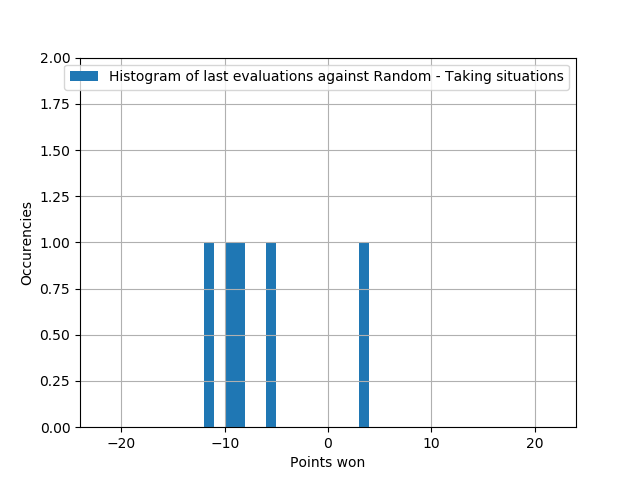 Histogram of last evaluations against Random - Taking situations
2.00
1.75
1.50
1.25
1.00
0.75
0.50
0.25
0.00
Occurencies
−20 −10 0 10 20
Points won